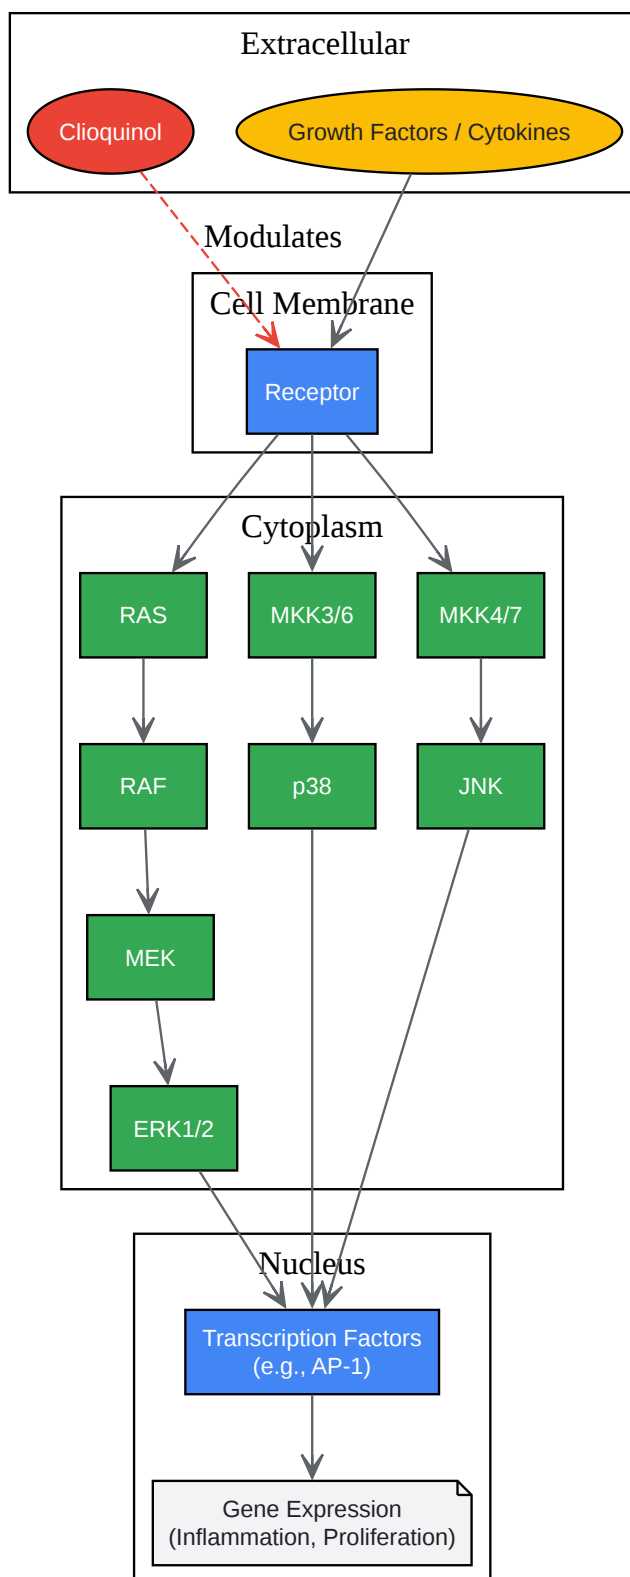 Extracellular
Clioquinol
Growth Factors / Cytokines
Modulates
Cell Membrane
Receptor
Cytoplasm
RAS
MKK3/6
MKK4/7
RAF
p38
JNK
MEK
ERK1/2
Nucleus
Transcription Factors
(e.g., AP-1)
Gene Expression
(Inflammation, Proliferation)